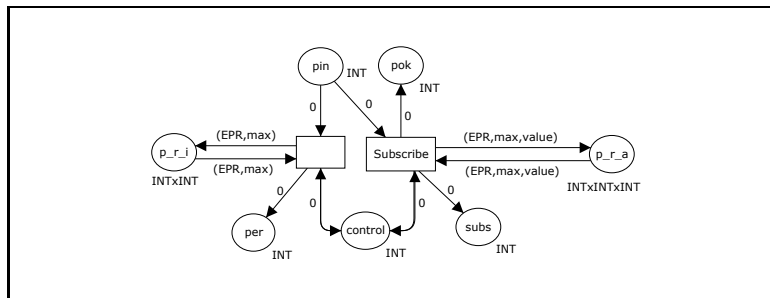 pin
INT
pok
INT
0
0
0
(EPR,max)
(EPR,max,value)
p_r_i
Subscribe
p_r_a
(EPR,max)
(EPR,max,value)
INTxINT
INTxINTxINT
0
0
0
0
per
INT
control
INT
subs
INT